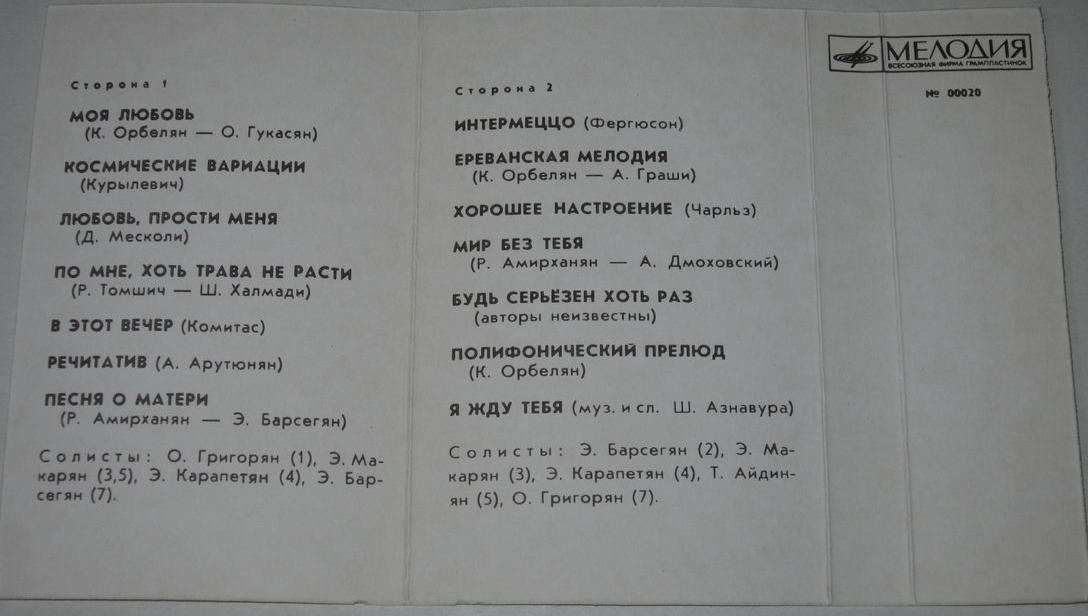 Сторона 1
МОЯ ЛЮБОВЬ
(К. Орбелян — О. Гукасян)
КОСМИЧЕСКИЕ ВАРИАЦИИ
(Курылевич)
ЛЮБОВЬ, ПРОСТИ МЕНЯ
(Д. Месколи)
ПО МНЕ, ХОТЬ ТРАВА НЕ РАСТИ
(Р. Томшич — Ш. Халмади)
В ЭТОТ ВЕЧЕР (Комитас)
РЕЧИТАТИВ (А. Арутюнян)
ПЕСНЯ О МАТЕРИ
(Р. Амирханян — Э. Барсегян)
Солисты: О. Григорян (1), Э. Ма-
карян (3,5), Э. Карапетян (4), Э. Бар-
сегян (7).
Сторона 2
ИНТЕРМЕЦЦО (Фергюсон)
ЕРЕВАНСКАЯ МЕЛОДИЯ
(К. Орбелян — А. Граши)
ХОРОШЕЕ НАСТРОЕНИЕ (Чарльз)
МИР БЕЗ ТЕБЯ
(Р. Амирханян — А. Дмоховский)
БУДЬ СЕРЬЁЗЕН ХОТЬ РАЗ
(авторы неизвестны)
ПОЛИФОНИЧЕСКИЙ ПРЕЛЮД
(К. Орбелян)
Я ЖДУ ТЕБЯ (муз. и сл. Ш. Азнавура)
Солисты: Э. Барсегян (2), Э. Ма-
карян (3), Э. Карапетян (4), Т. Айдин-
ян (5), О. Григорян (7).
МЕЛОДИЯ
ВСЕСОЮЗНАЯ ФИРМА ГРАМПЛАСТИНОК
№ 00020